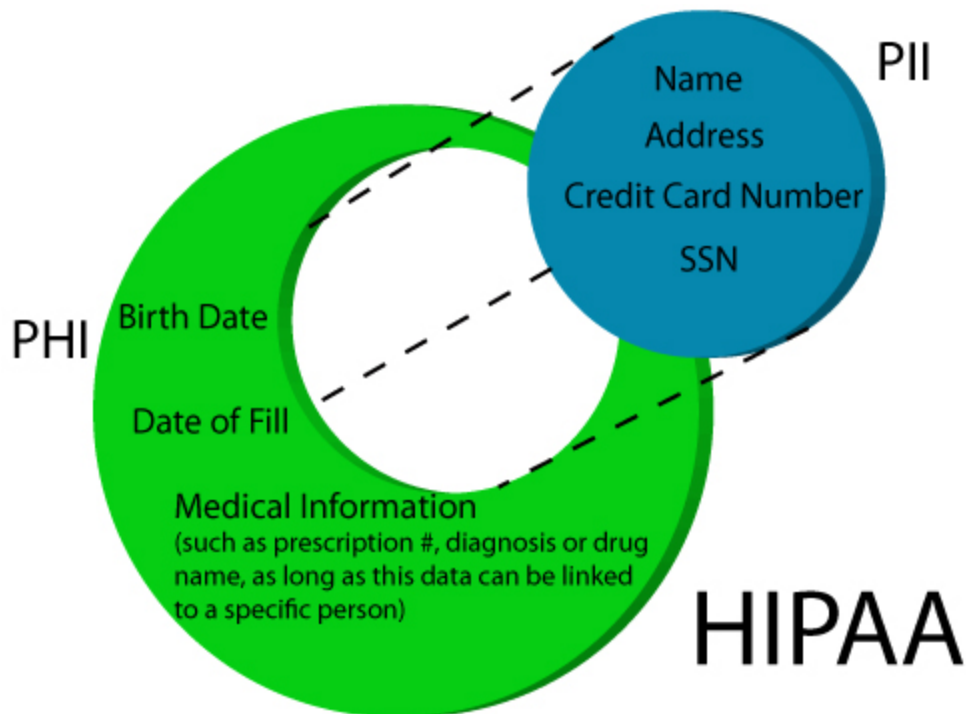 PII
Name
Address
Credit Card Number
SSN
PHI
Birth Date
Date of Fill
Medical Information
(such as prescription #, diagnosis or drug
name, as long as this data can be linked
to a specific person)
HIPAA